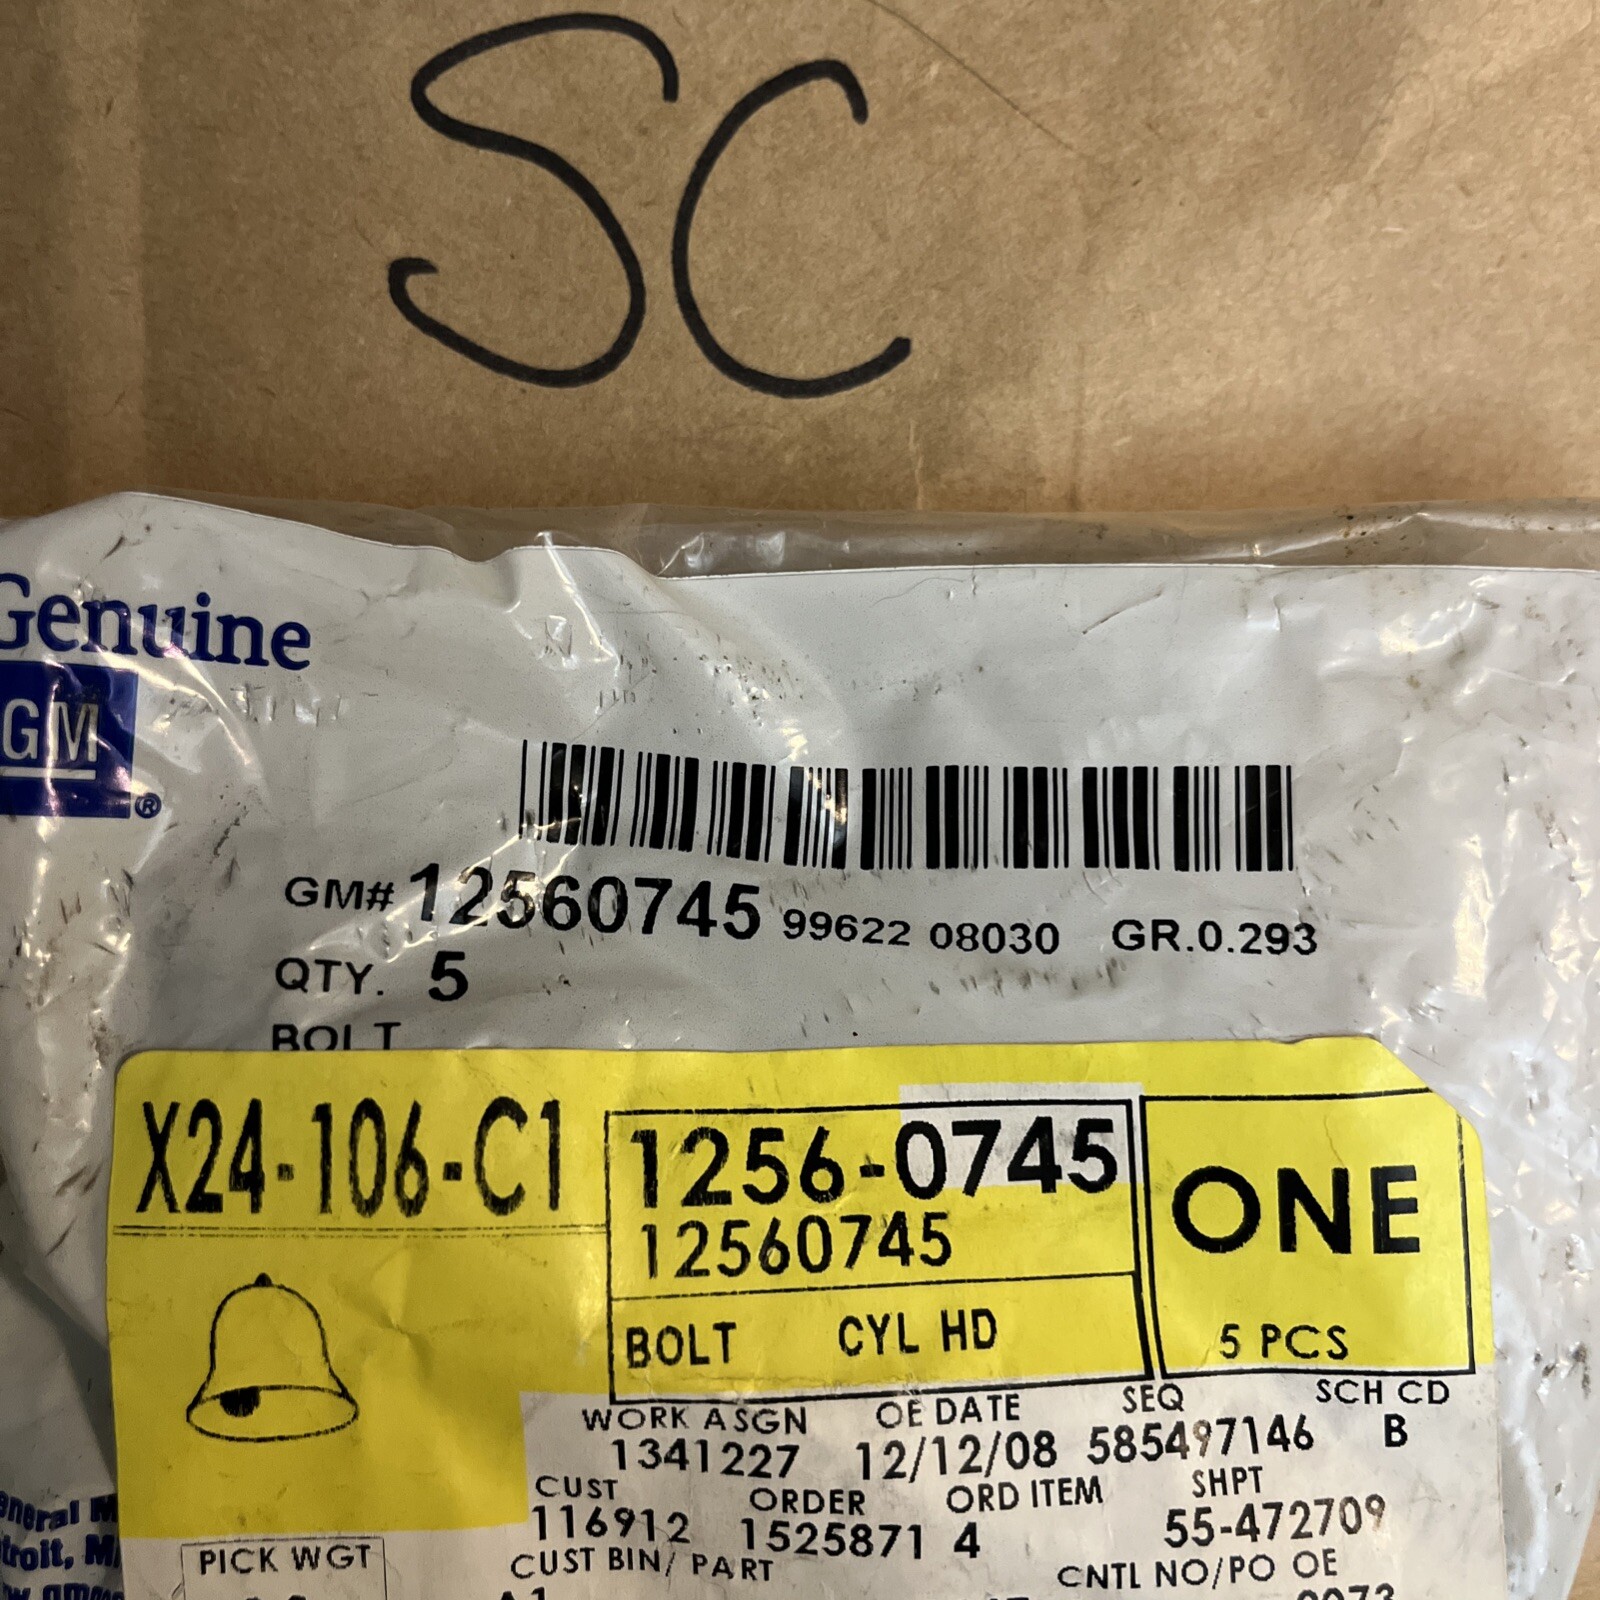 SC
Genuine
GM®
GM# 12560745 99622 08030 GR.0.293
QTY. 5
BOLT
X24-106-C1
1256-0745
12560745
ONE
BOLT CYL HD
5 PCS
WORK ASGN OE DATE SEQ SCH CD
1341227 12/12/08 585497146 B
CUST ORDER ORD ITEM SHPT
116912 1525871 4 55-472709
PICK WGT CUST BIN/ PART CNTL NO/PO OE